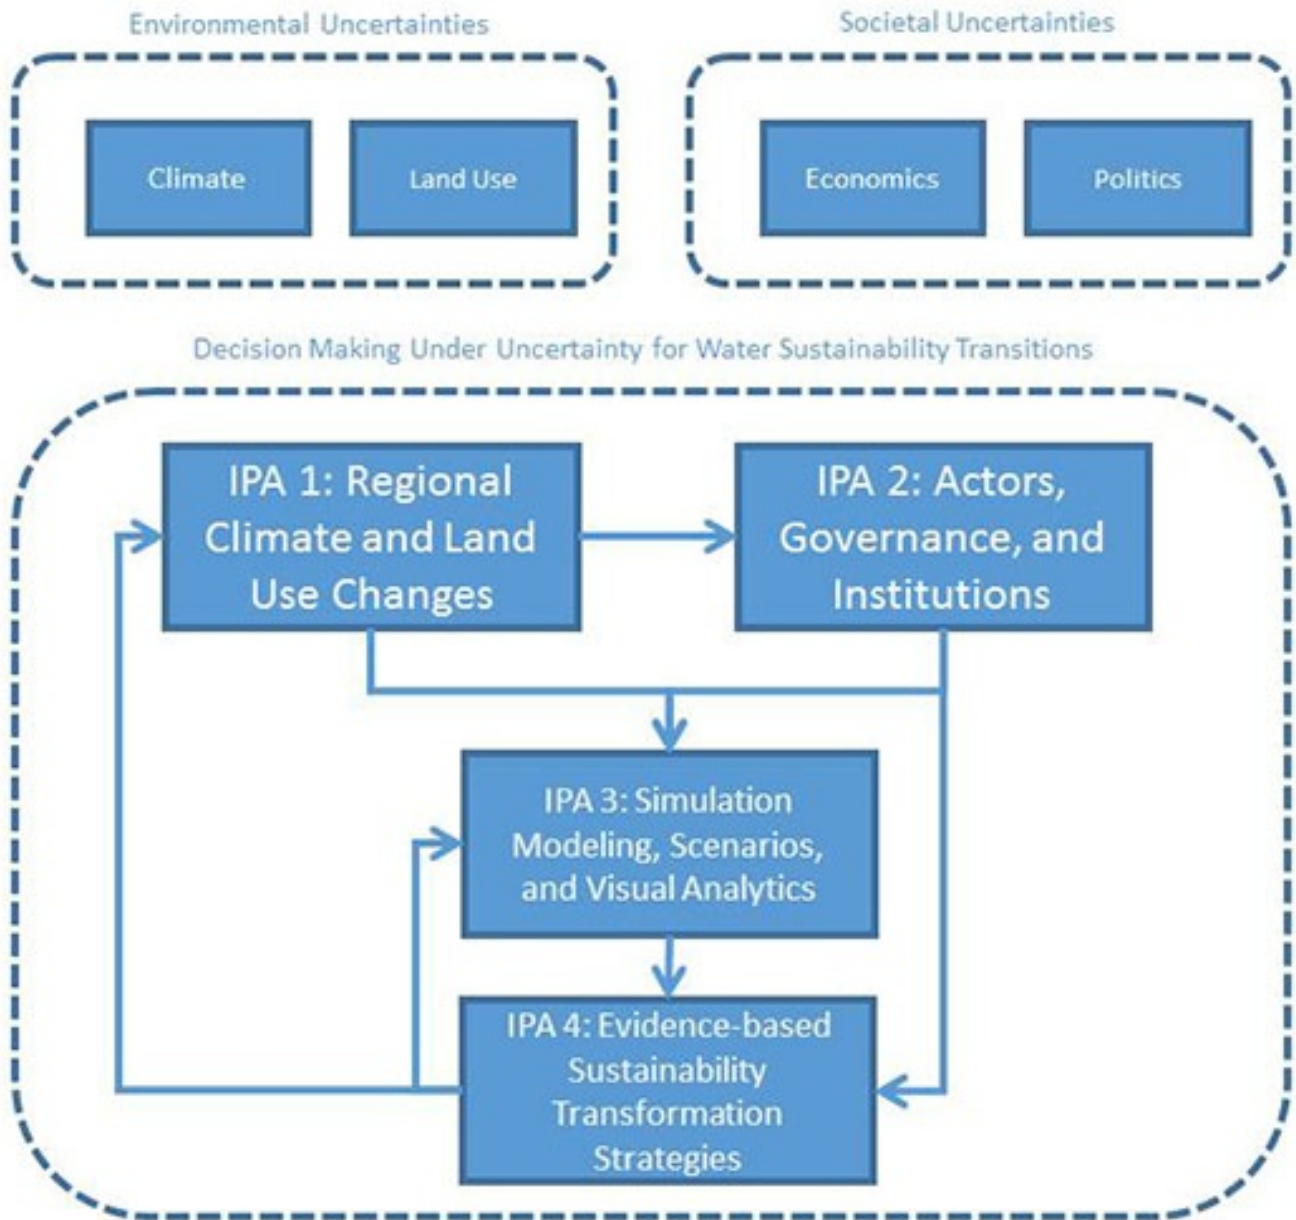 Environmental Uncertainties
Societal Uncertainties
Climate
Land Use
Economics
Politics
Decision Making Under Uncertainty for Water Sustainability Transitions
IPA 1: Regional
Climate and Land
Use Changes
IPA 2: Actors,
Governance, and
Institutions
IPA 3: Simulation
Modeling, Scenarios,
and Visual Analytics
IPA 4: Evidence-based
Sustainability
Transformation
Strategies